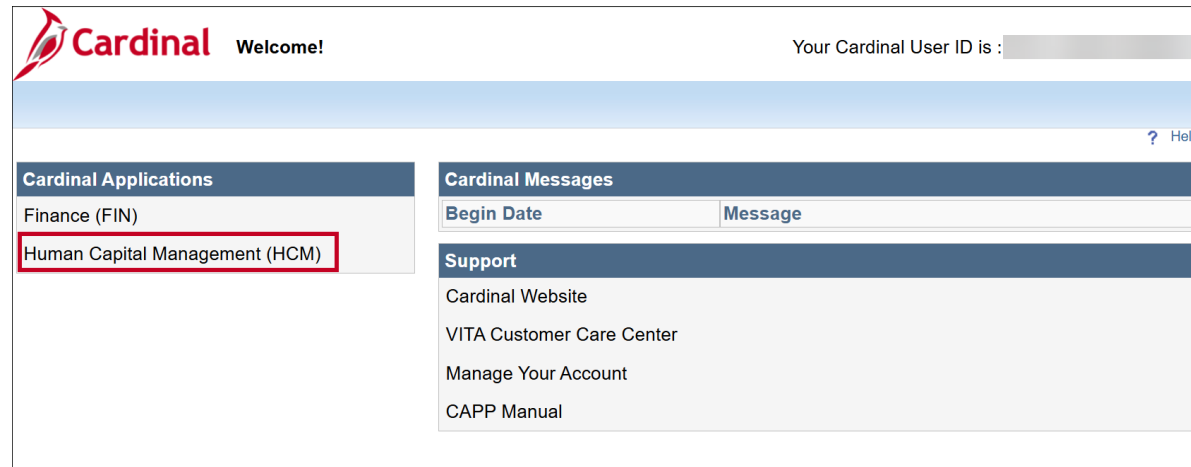 Cardinal Welcome! Your Cardinal User ID is :
? Hel
Cardinal Applications
Finance (FIN)
Human Capital Management (HCM)
Cardinal Messages
Begin Date Message
Support
Cardinal Website
VITA Customer Care Center
Manage Your Account
CAPP Manual